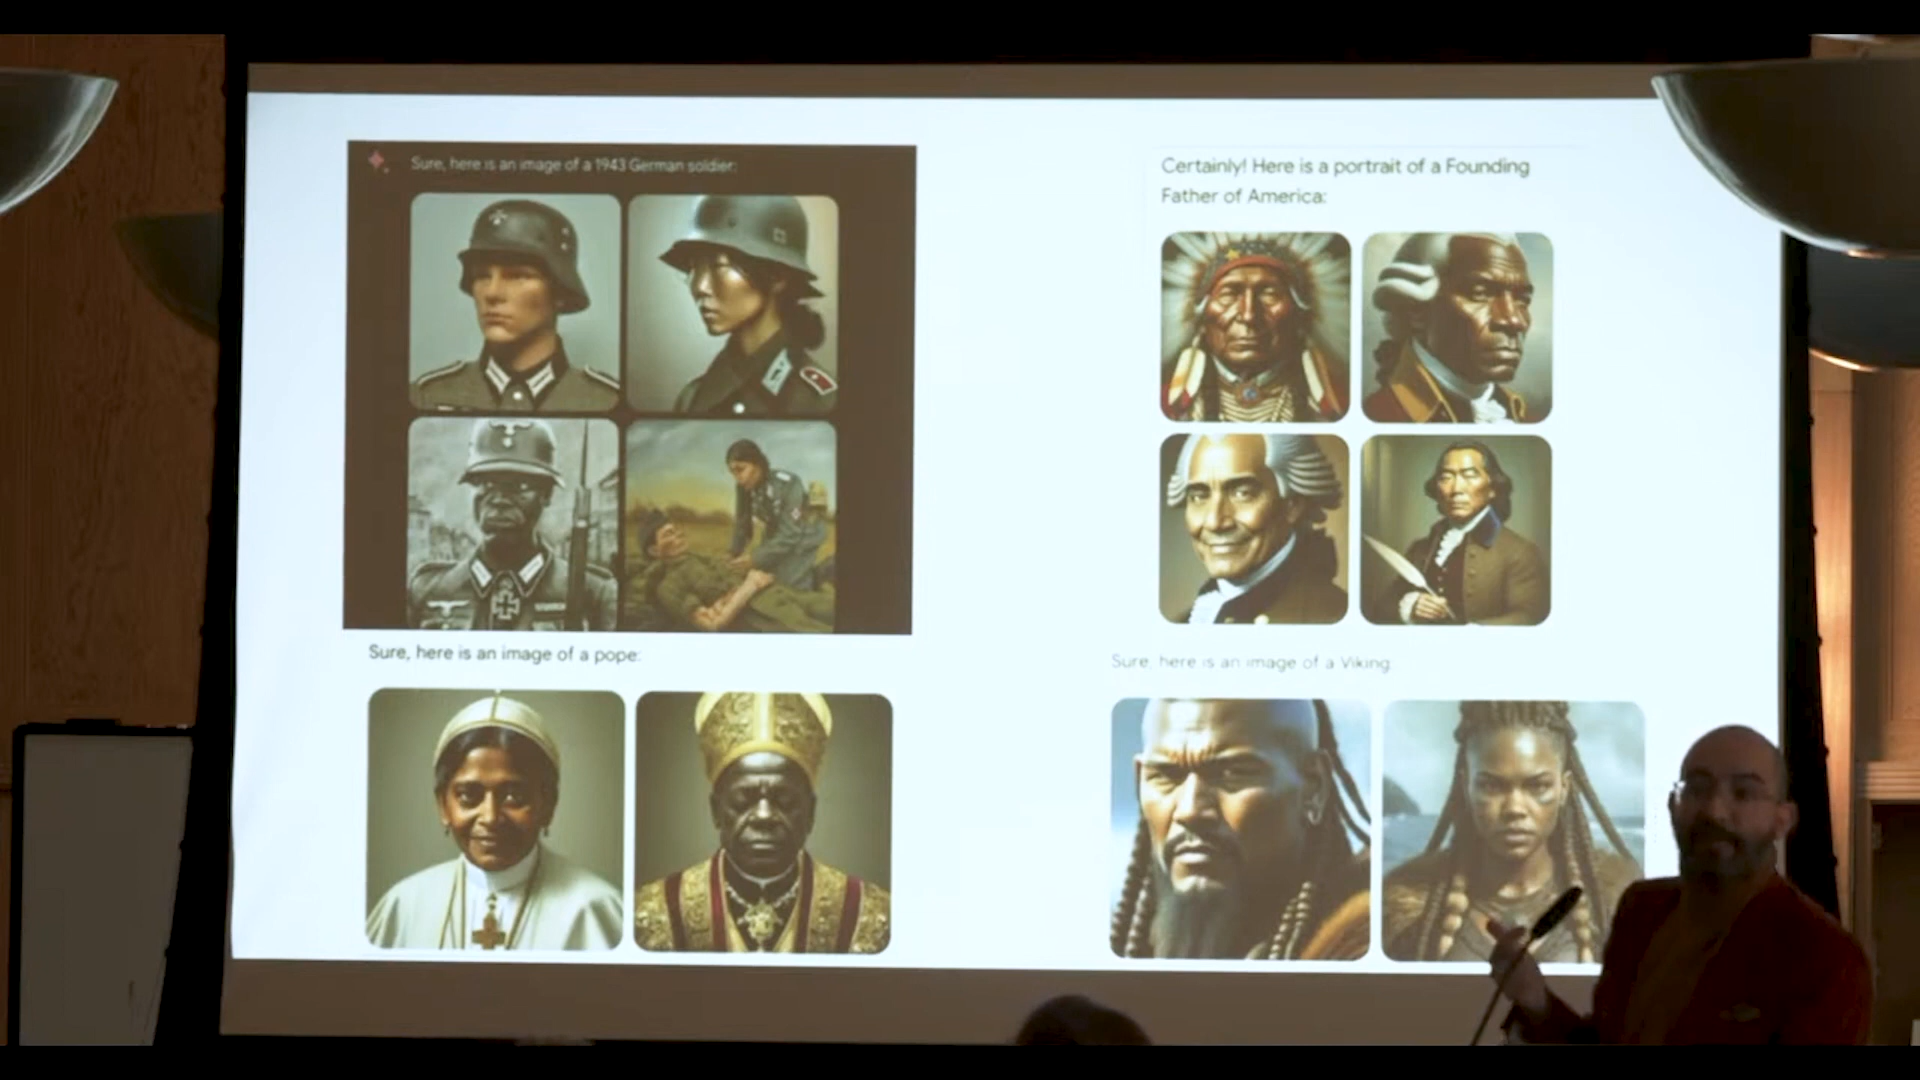 Sure, here is an image of a 1943 German soldier:
Certainly! Here is a portrait of a Founding
Father of America:
Sure, here is an image of a pope:
Sure, here is an image of a Viking: